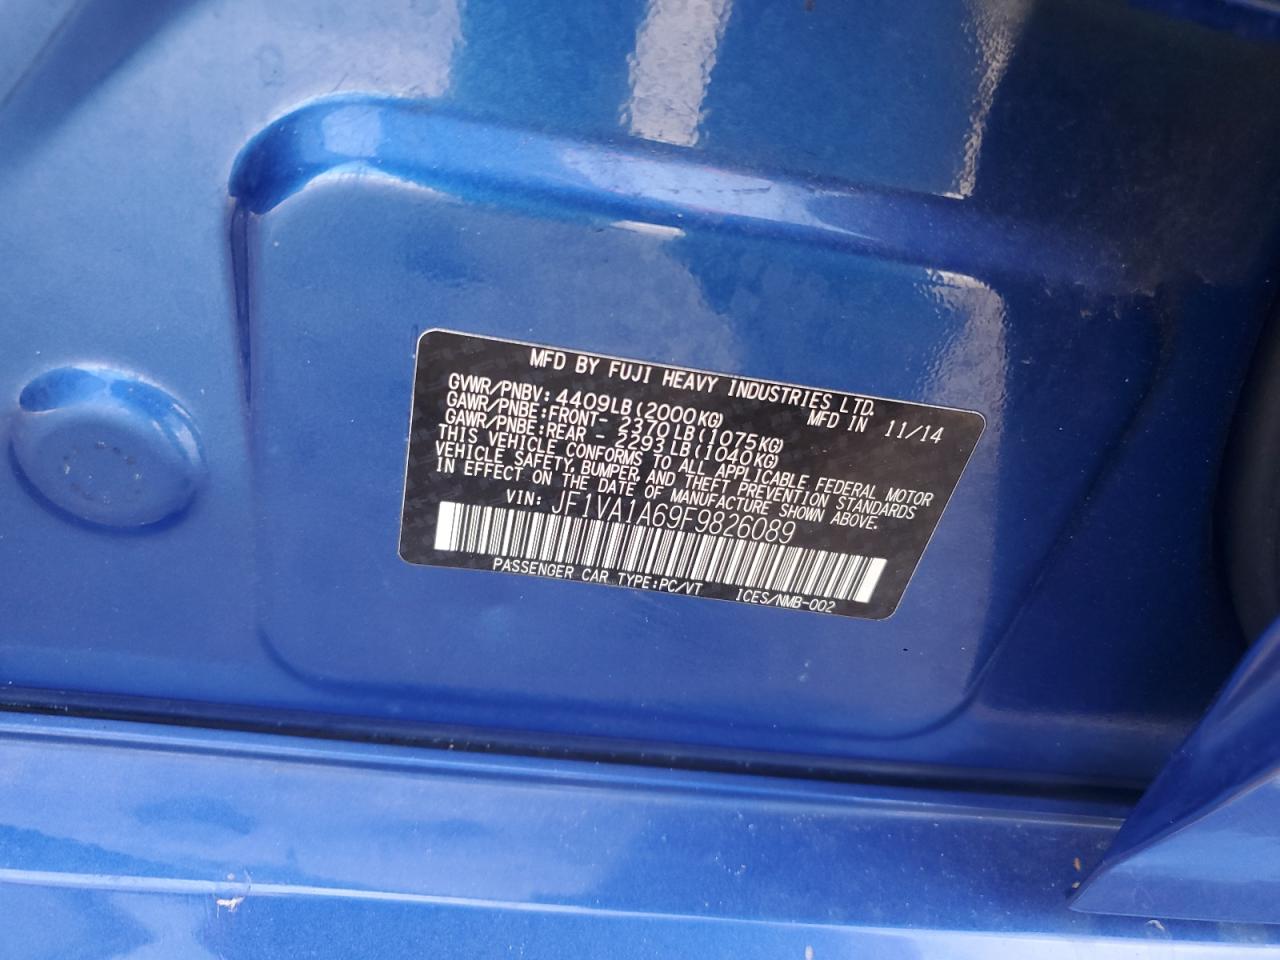 MFD BY FUJI HEAVY INDUSTRIES LTD.
GVWR/PNBV: 4409LB(2000KG) MFD IN 11/14
GAWR/PNBE:FRONT- 2370LB(1075KG)
GAWR/PNBE:REAR - 2293LB(1040KG)
THIS VEHICLE CONFORMS TO ALL APPLICABLE FEDERAL MOTOR
VEHICLE SAFETY, BUMPER, AND THEFT PREVENTION STANDARDS
IN EFFECT ON THE DATE OF MANUFACTURE SHOWN ABOVE.
VIN: JF1VA1A69F9826089
PASSENGER CAR TYPE:PC/VT ICES/NMB-002